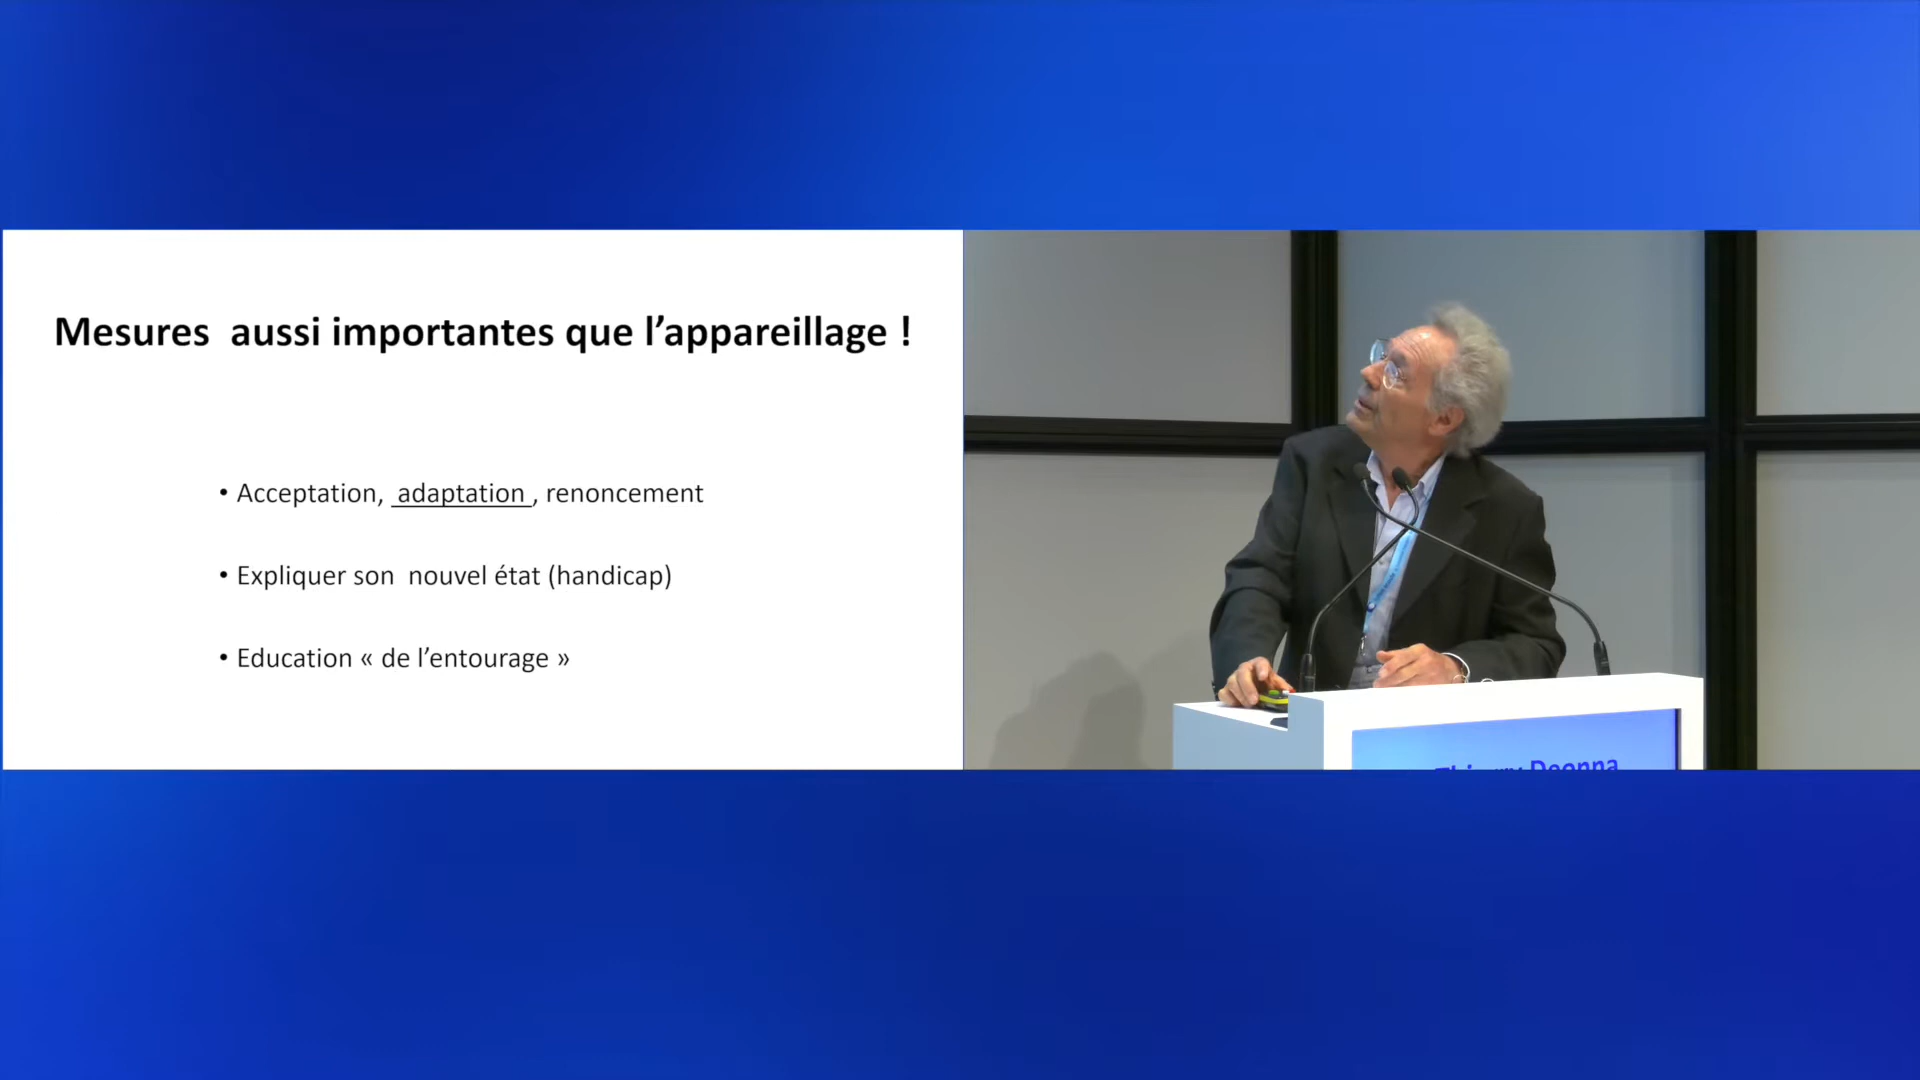 Mesures  aussi importantes que l’appareillage !
• Acceptation,  adaptation , renoncement
• Expliquer son  nouvel état (handicap)
• Education « de l’entourage »
Thierry Deonna